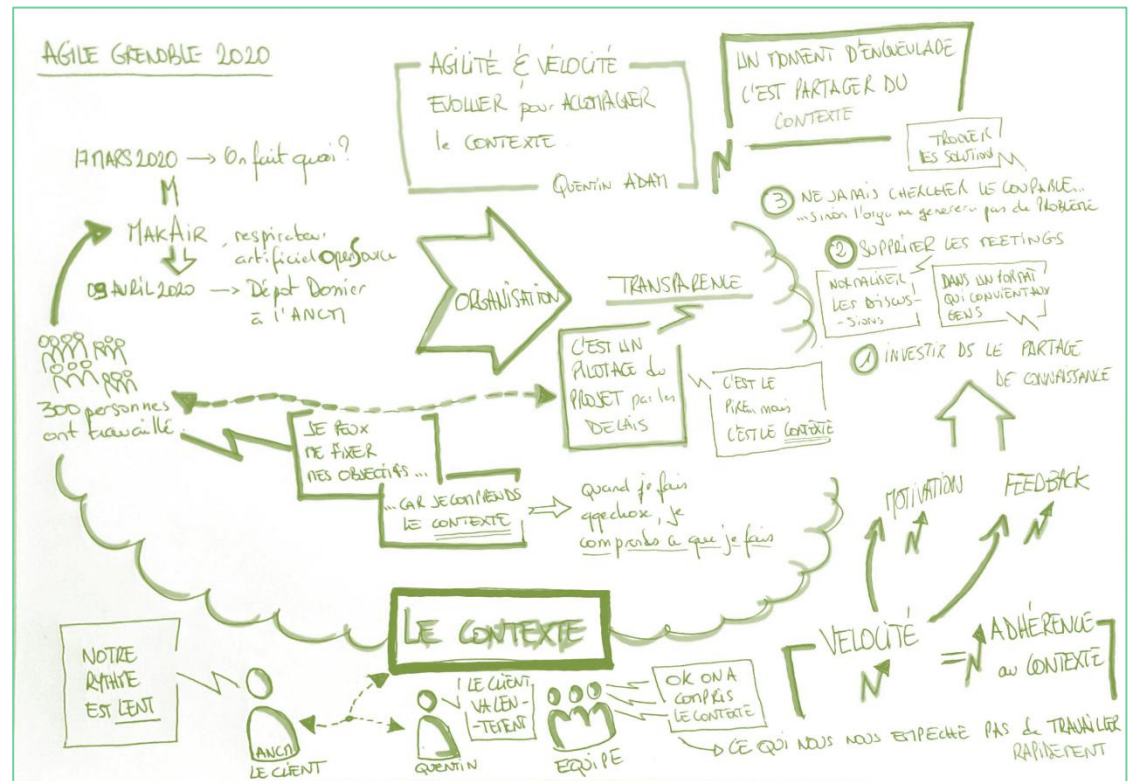 AGILE GRENOBLE 2020
AGILITÉ & VÉLOCITÉ
EVOLUER pour ACCOMPAGNER
le CONTEXTE
QUENTIN ADAM
UN MOMENT D'ENGUEULADE
C'EST PARTAGER DU
CONTEXTE
TROUVER
LES SOLUTIONS
17 MARS 2020 → On fait quoi?
MAKAIR
respirateur
artificiel OpenSource
09 AVRIL 2020 → Dépôt Dossier
à l'ANCM
300 personnes
ont travaillé.
ORGANISATION
TRANSPARENCE
C'EST UN
PILOTAGE du
PROJET par les
DELAIS
C'EST LE
PIRE... mais
C'EST LE CONTEXTE
③ NE JAMAIS CHERCHER LE COUPABLE...
...sinon l'orga ne generera pas de PROBLÈME
② SUPPRIMER LES MEETINGS
NORMALISER
LES DISCUS-
-SIONS
DANS UN FORMAT
QUI CONVIENT AUX
GENS
① INVESTIR DS LE PARTAGE
DE CONNAISSANCE
JE PEUX
ME FIXER
MES OBJECTIFS...
...CAR JE COMPRENDS
LE CONTEXTE
Quand je fais
qqechose, je
comprends ce que je fais
MOTIVATION
FEEDBACK
LE CONTEXTE
VELOCITÉ
= ADHÉRENCE
au CONTEXTE
NOTRE
RYTHME
EST LENT
ANCM
LE CLIENT
QUENTIN
LE CLIENT
VA LEN-
-TEMENT
EQUIPE
OK ON A
COMPRIS
LE CONTEXTE
CE QUI NOUS NOUS EMPECHE PAS de TRAVAILLER
RAPIDEMENT